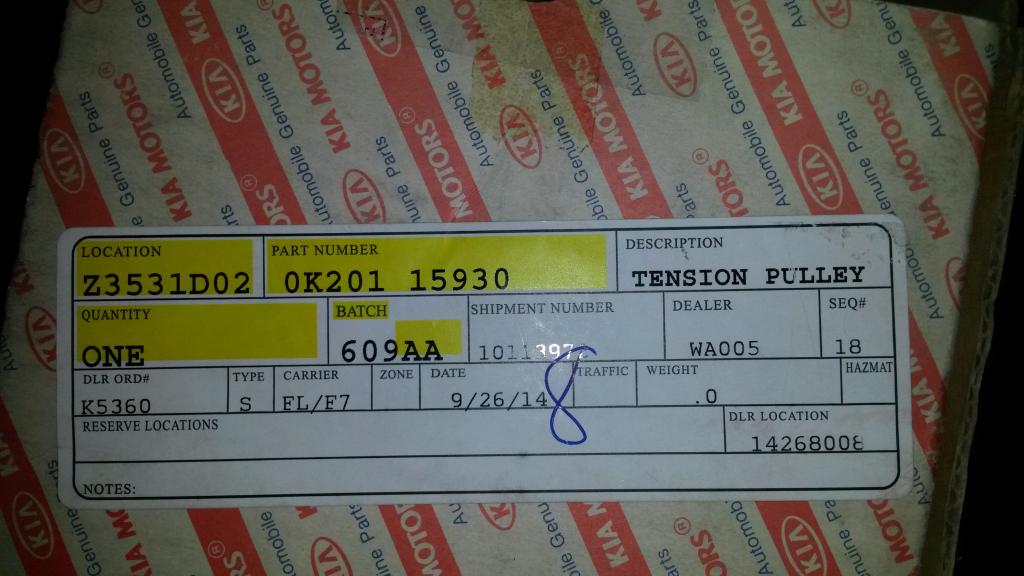 LOCATION PART NUMBER DESCRIPTION
Z3531D02 0K201 15930 TENSION PULLEY
QUANTITY BATCH SHIPMENT NUMBER DEALER SEQ#
ONE 609AA WA005 18
DLR ORD# TYPE CARRIER ZONE DATE TRAFFIC WEIGHT HAZMAT
K5360 S FL/F7 9/26/14 8 .0
RESERVE LOCATIONS DLR LOCATION
14268008
NOTES:
KIA KIA MOTORS® Automobile Genuine Parts